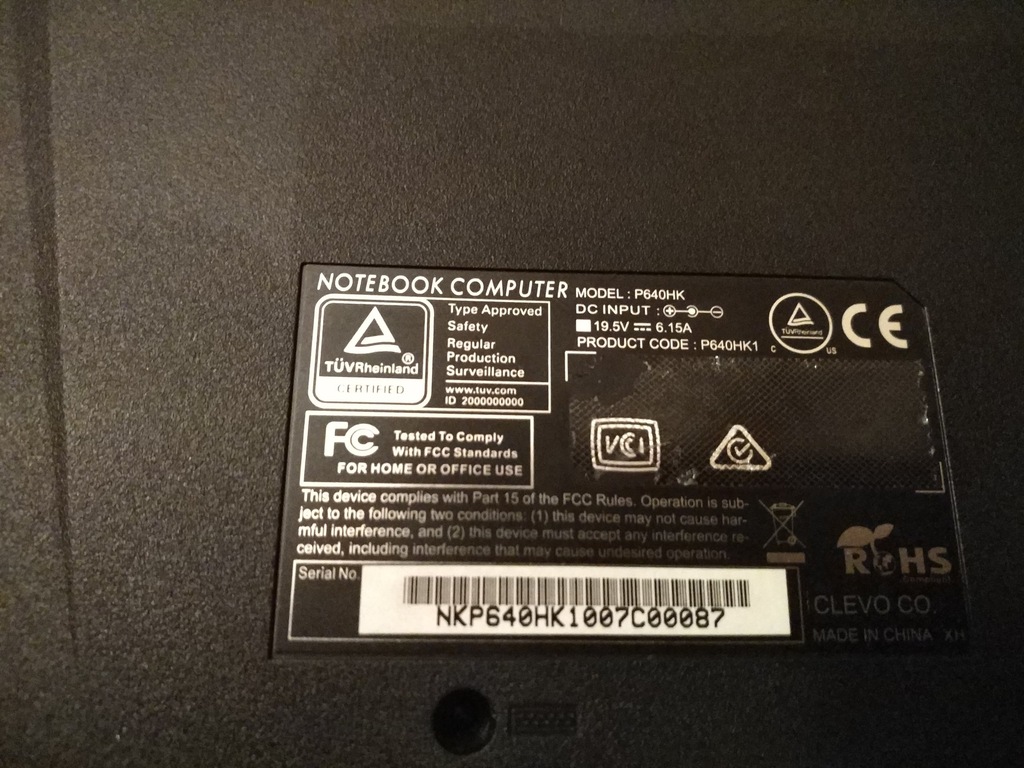 NOTEBOOK COMPUTER
MODEL : P640HK
DC INPUT :
19.5V 6.15A
PRODUCT CODE : P640HK1
TÜVRheinland®
CERTIFIED
Type Approved
Safety
Regular
Production
Surveillance
www.tuv.com
ID 2000000000
TÜVRheinland
C US
CE
FC
Tested To Comply
With FCC Standards
FOR HOME OR OFFICE USE
VCI
This device complies with Part 15 of the FCC Rules. Operation is sub-
ject to the following two conditions: (1) this device may not cause har-
mful interference, and (2) this device must accept any interference re-
ceived, including interference that may cause undesired operation.
RoHS
Compliant
Serial No.
NKP640HK1007C00087
CLEVO CO.
MADE IN CHINA XH